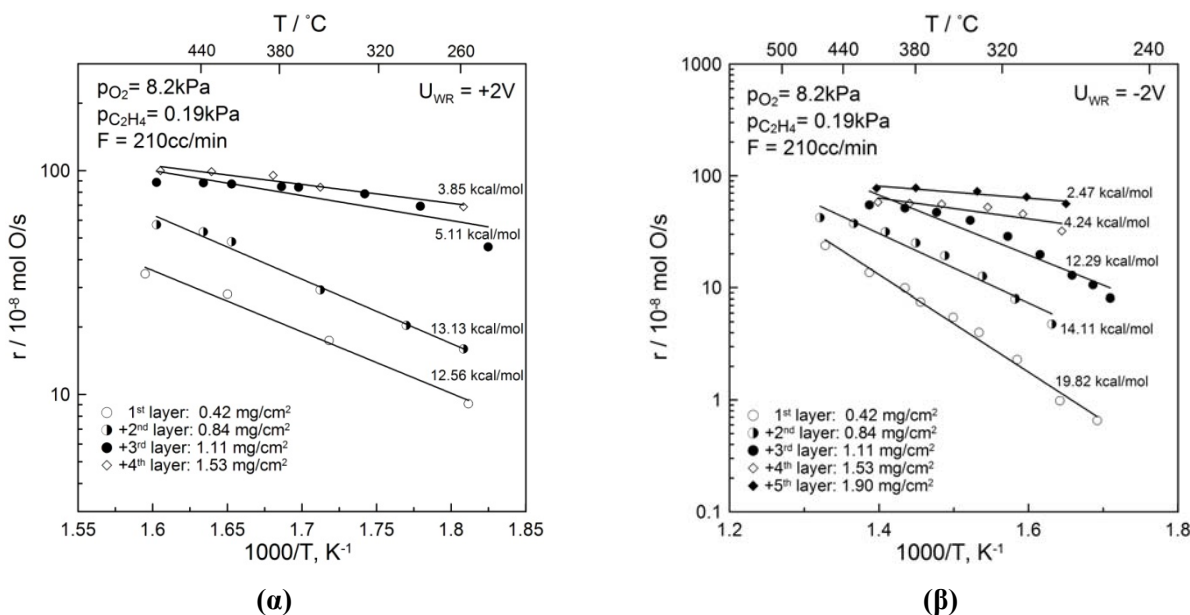 T / °C
440 380 320 260
p_O2 = 8.2kPa
U_WR = +2V
p_C2H4 = 0.19kPa
F = 210cc/min
100
10
r / 10⁻⁸ mol O/s
3.85 kcal/mol
5.11 kcal/mol
13.13 kcal/mol
12.56 kcal/mol
1st layer: 0.42 mg/cm²
+2nd layer: 0.84 mg/cm²
+3rd layer: 1.11 mg/cm²
+4th layer: 1.53 mg/cm²
1.55 1.6 1.65 1.7 1.75 1.8 1.85
1000/T, K⁻¹
(α)
T / °C
500 440 380 320 240
p_O2 = 8.2kPa
U_WR = -2V
p_C2H4 = 0.19kPa
F = 210cc/min
1000
100
10
1
0.1
r / 10⁻⁸ mol O/s
2.47 kcal/mol
4.24 kcal/mol
12.29 kcal/mol
14.11 kcal/mol
19.82 kcal/mol
1st layer: 0.42 mg/cm²
+2nd layer: 0.84 mg/cm²
+3rd layer: 1.11 mg/cm²
+4th layer: 1.53 mg/cm²
+5th layer: 1.90 mg/cm²
1.2 1.4 1.6 1.8
1000/T, K⁻¹
(β)